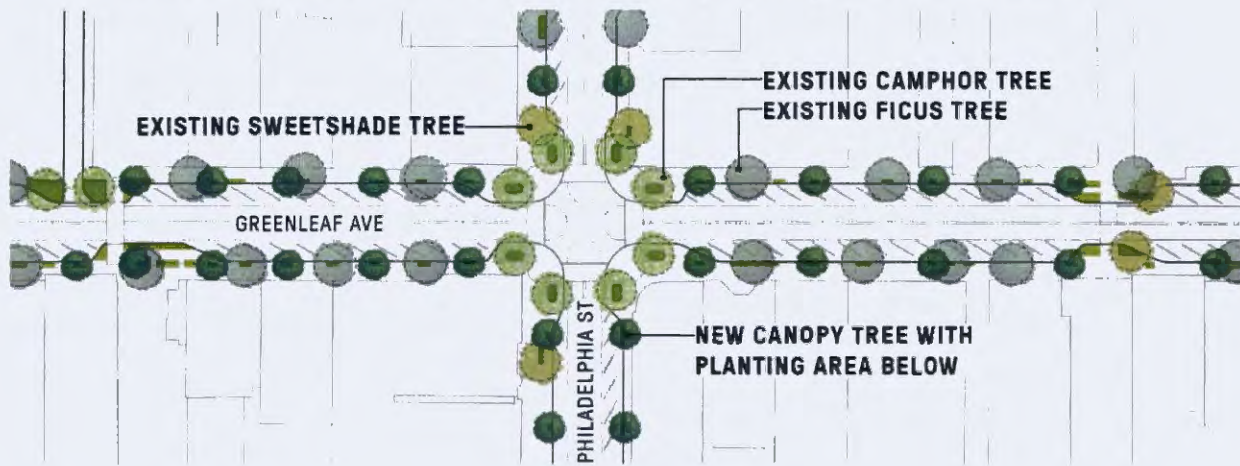 EXISTING CAMPHOR TREE
EXISTING FICUS TREE
EXISTING SWEETSHADE TREE
GREENLEAF AVE
PHILADELPHIA ST
NEW CANOPY TREE WITH
PLANTING AREA BELOW